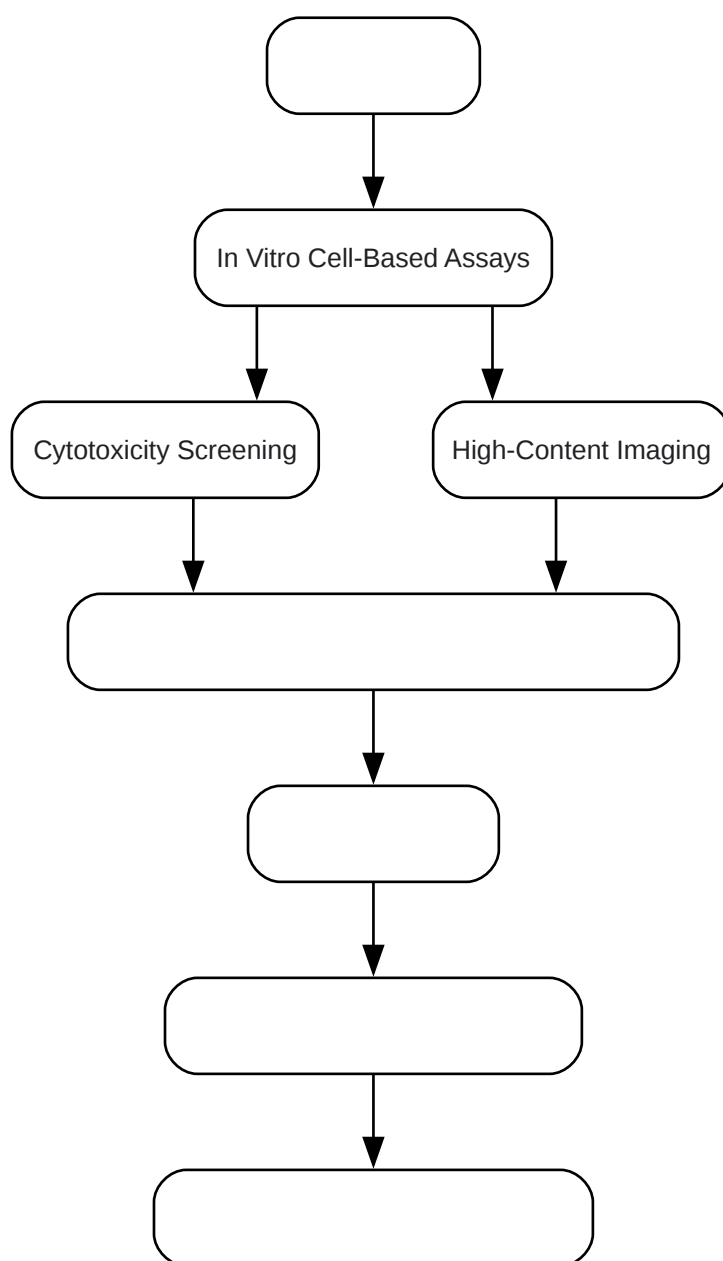 In Vitro Cell-Based Assays
Cytotoxicity Screening
High-Content Imaging